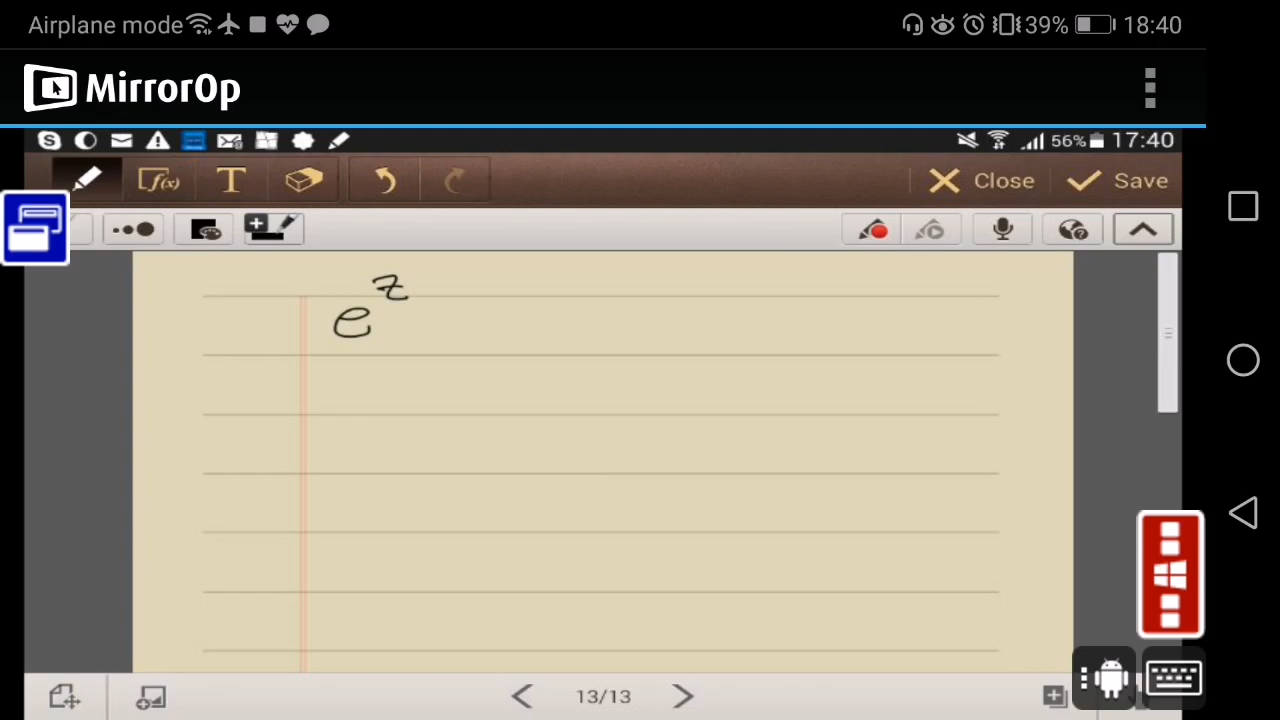 Airplane mode 39% 18:40
MirrorOp
56% 17:40
f(x) T Close Save
e^z
13/13